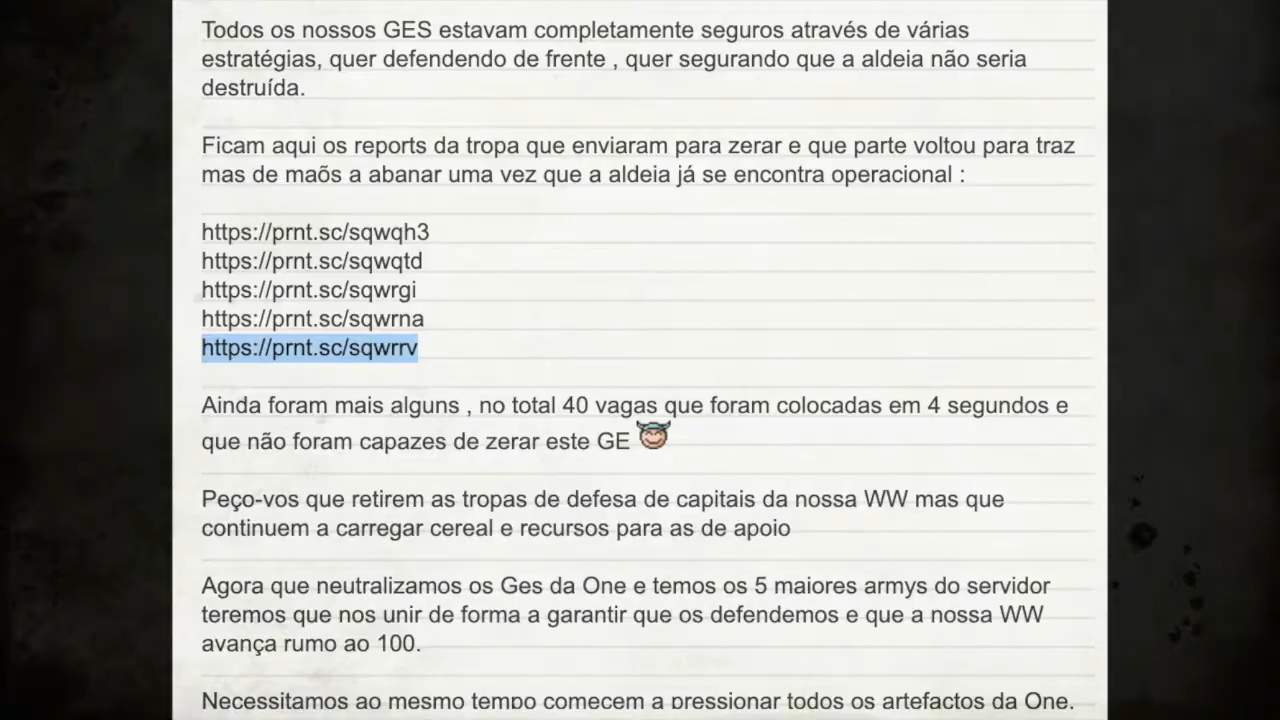 Todos os nossos GES estavam completamente seguros através de várias
estratégias, quer defendendo de frente , quer segurando que a aldeia não seria
destruída.
Ficam aqui os reports da tropa que enviaram para zerar e que parte voltou para traz
mas de maõs a abanar uma vez que a aldeia já se encontra operacional :
https://prnt.sc/sqwqh3
https://prnt.sc/sqwqtd
https://prnt.sc/sqwrgi
https://prnt.sc/sqwrna
https://prnt.sc/sqwrrv
Ainda foram mais alguns , no total 40 vagas que foram colocadas em 4 segundos e
que não foram capazes de zerar este GE
Peço-vos que retirem as tropas de defesa de capitais da nossa WW mas que
continuem a carregar cereal e recursos para as de apoio
Agora que neutralizamos os Ges da One e temos os 5 maiores armys do servidor
teremos que nos unir de forma a garantir que os defendemos e que a nossa WW
avança rumo ao 100.
Necessitamos ao mesmo tempo comecem a pressionar todos os artefactos da One.